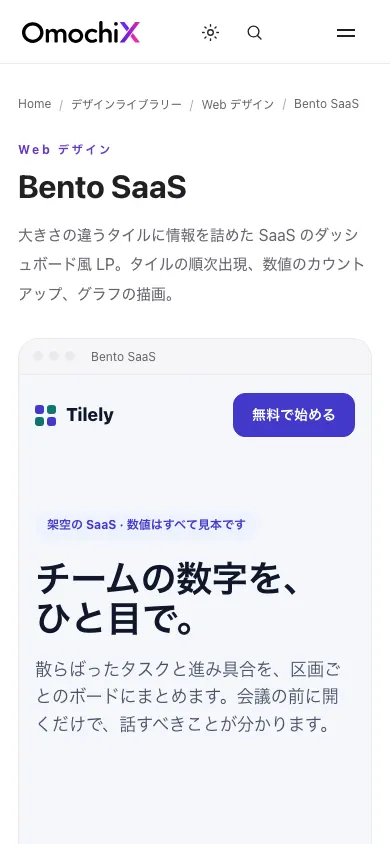 OmochiX
Home / デザインライブラリー / Web デザイン / Bento SaaS
Web デザイン
Bento SaaS
大きさの違うタイルに情報を詰めた SaaS のダッシ
ュボード風 LP。タイルの順次出現、数値のカウント
アップ、グラフの描画。
Bento SaaS
Tilely
無料で始める
架空の SaaS · 数値はすべて見本です
チームの数字を、
ひと目で。
散らばったタスクと進み具合を、区画ご
とのボードにまとめます。会議の前に開
くだけで、話すべきことが分かります。